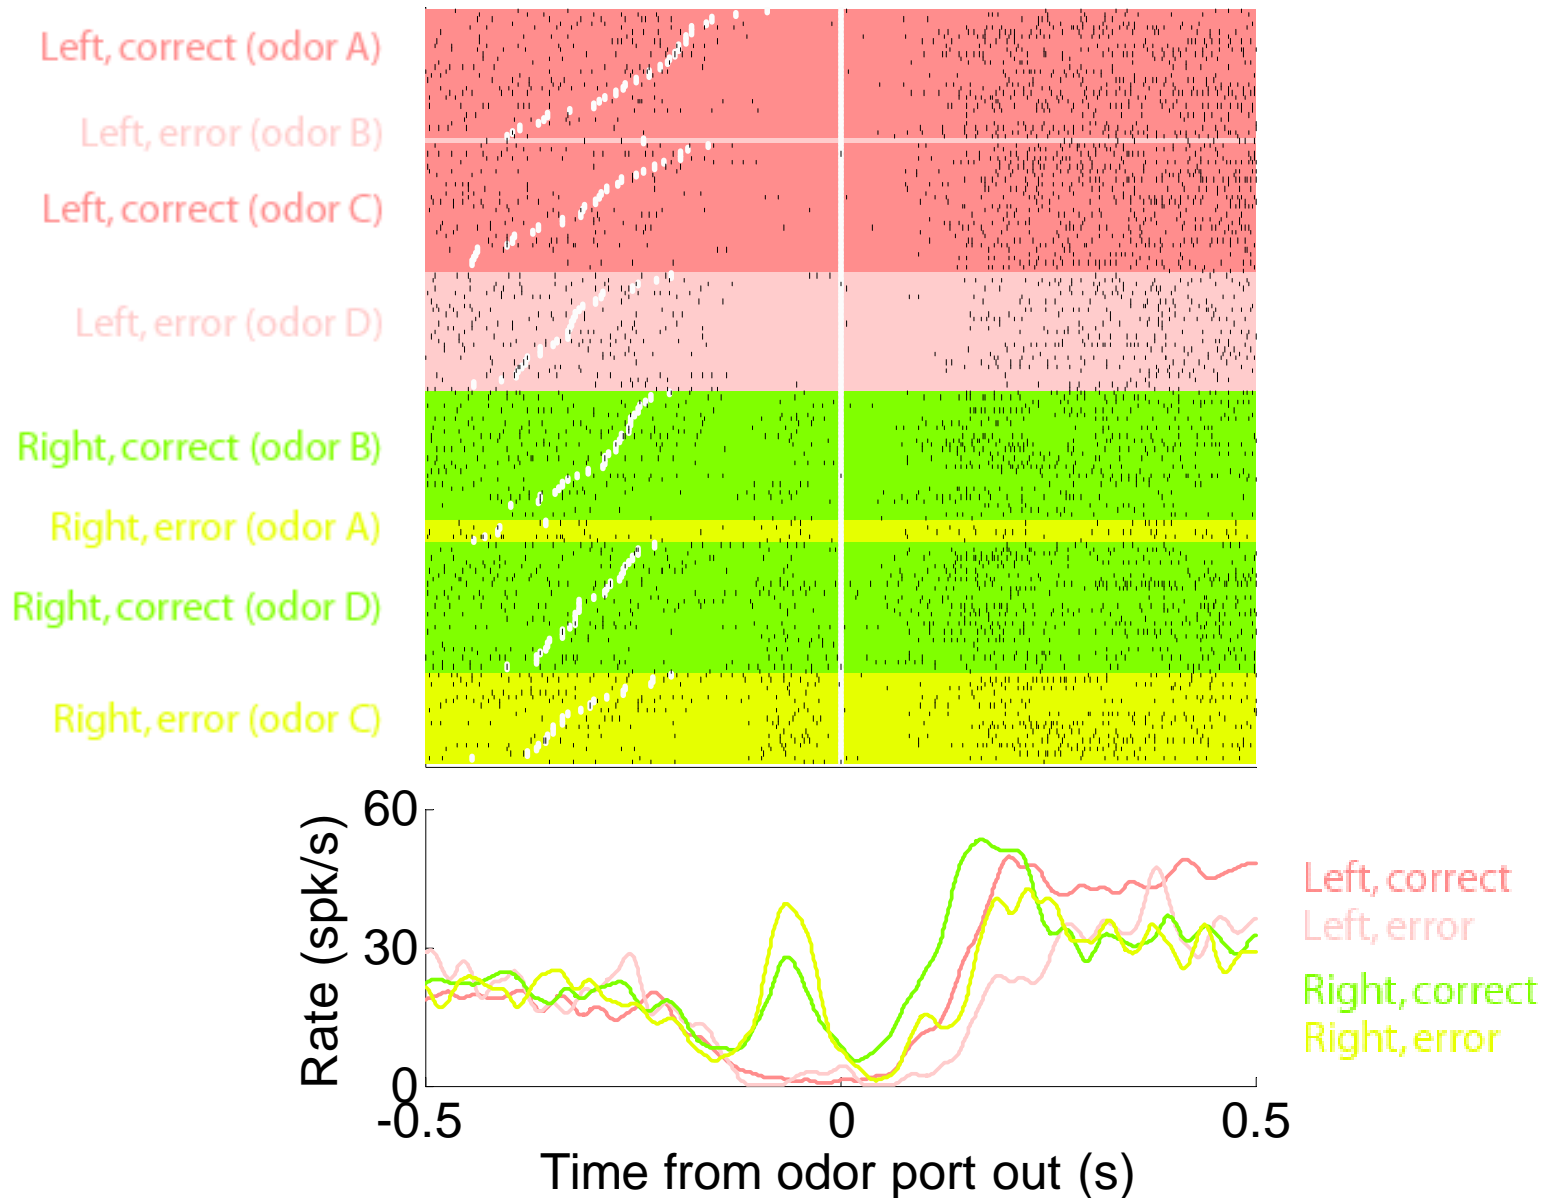 Left, correct (odor A)
Left, error (odor B)
Left, correct (odor C)
Left, error (odor D)
Right, correct (odor B)
Right, error (odor A)
Right, correct (odor D)
Right, error (odor C)
60
30
0
Rate (spk/s)
-0.5
0
0.5
Time from odor port out (s)
Left, correct
Left, error
Right, correct
Right, error